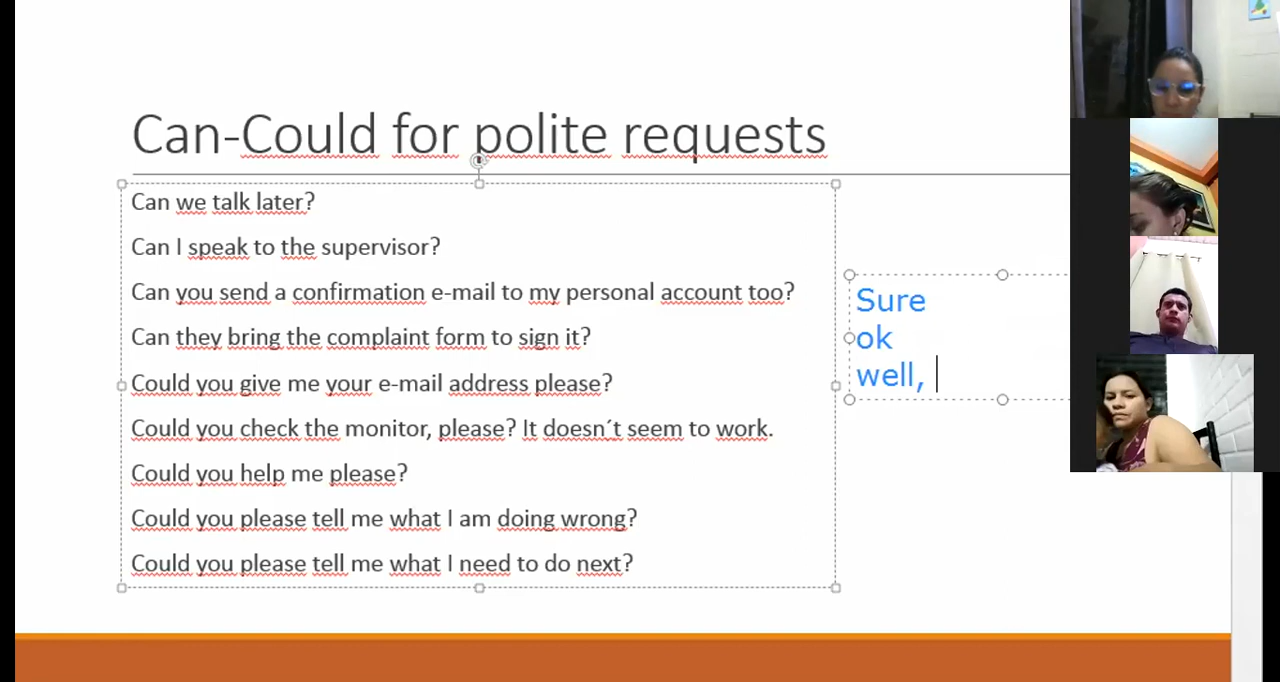 Can-Could for polite requests
Can we talk later?
Can I speak to the supervisor?
Can you send a confirmation e-mail to my personal account too?
Can they bring the complaint form to sign it?
Could you give me your e-mail address please?
Could you check the monitor, please? It doesn´t seem to work.
Could you help me please?
Could you please tell me what I am doing wrong?
Could you please tell me what I need to do next?
Sure
ok
well,